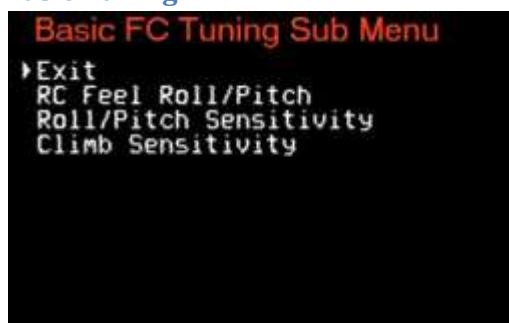 Basic FC Tuning Sub Menu
Exit
RC Feel Roll/Pitch
Roll/Pitch Sensitivity
Climb Sensitivity